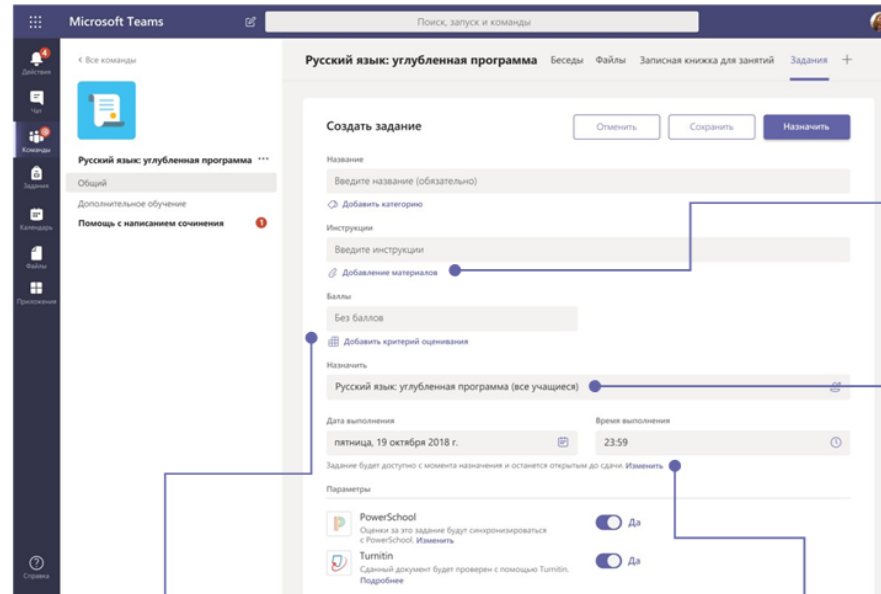 Microsoft Teams
Поиск, запуск и команды
4
Действия
Чат
Команды
Задания
Календарь
Файлы
Приложения
Справка
< Все команды
Русский язык: углубленная программа ...
Общий
Дополнительное обучение
Помощь с написанием сочинения 1
Русский язык: углубленная программа Беседы Файлы Записная книжка для занятий Задания +
Создать задание Отменить Сохранить Назначить
Название
Введите название (обязательно)
Добавить категорию
Инструкции
Введите инструкции
Добавление материалов
Баллы
Без баллов
Добавить критерий оценивания
Назначить
Русский язык: углубленная программа (все учащиеся)
Дата выполнения Время выполнения
пятница, 19 октября 2018 г. 23:59
Задание будет доступно с момента назначения и останется открытым до сдачи. Изменить
Параметры
PowerSchool Да
Оценки за это задание будут синхронизироваться
с PowerSchool. Изменить
Turnitin Да
Сданный документ будет проверен с помощью Turnitin.
Подробнее